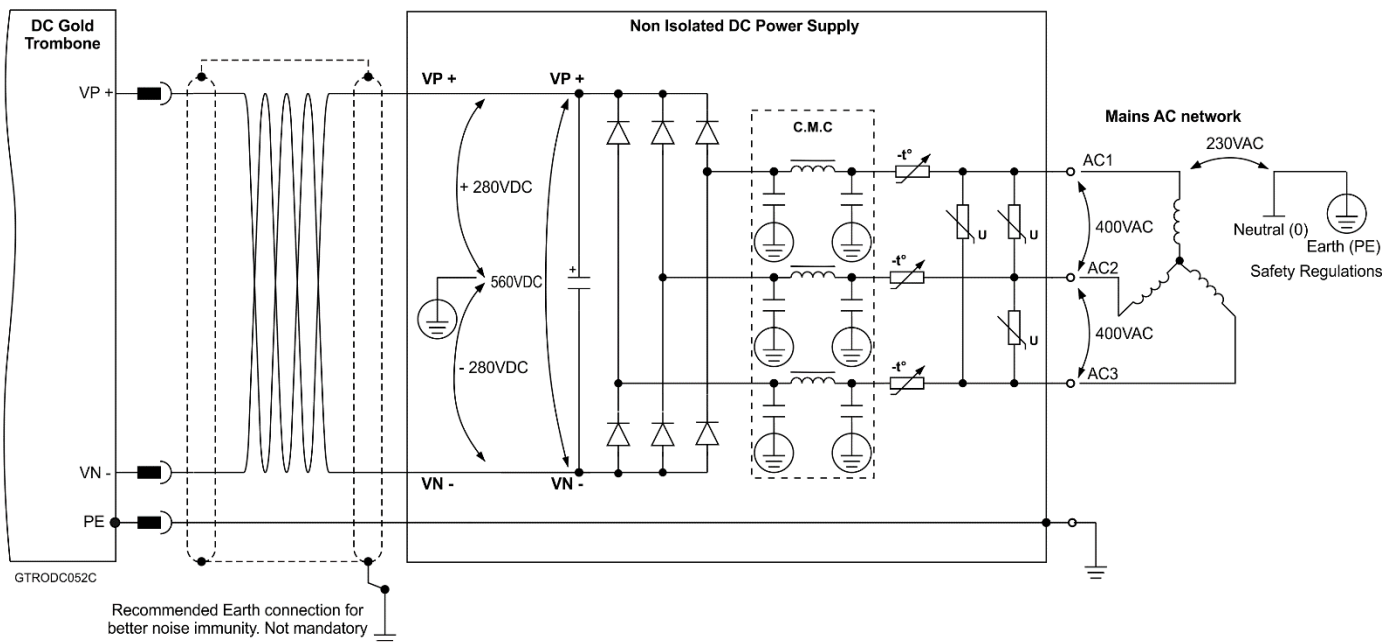 DC Gold
Trombone
Non Isolated DC Power Supply
VP +
VP +
VP +
C.M.C
Mains AC network
230VAC
-t°
AC1
+ 280VDC
U
U
400VAC
Neutral (0)
Earth (PE)
Safety Regulations
-t°
AC2
560VDC
+
U
400VAC
- 280VDC
-t°
AC3
VN -
VN -
VN -
PE
GTRODC052C
Recommended Earth connection for
better noise immunity. Not mandatory